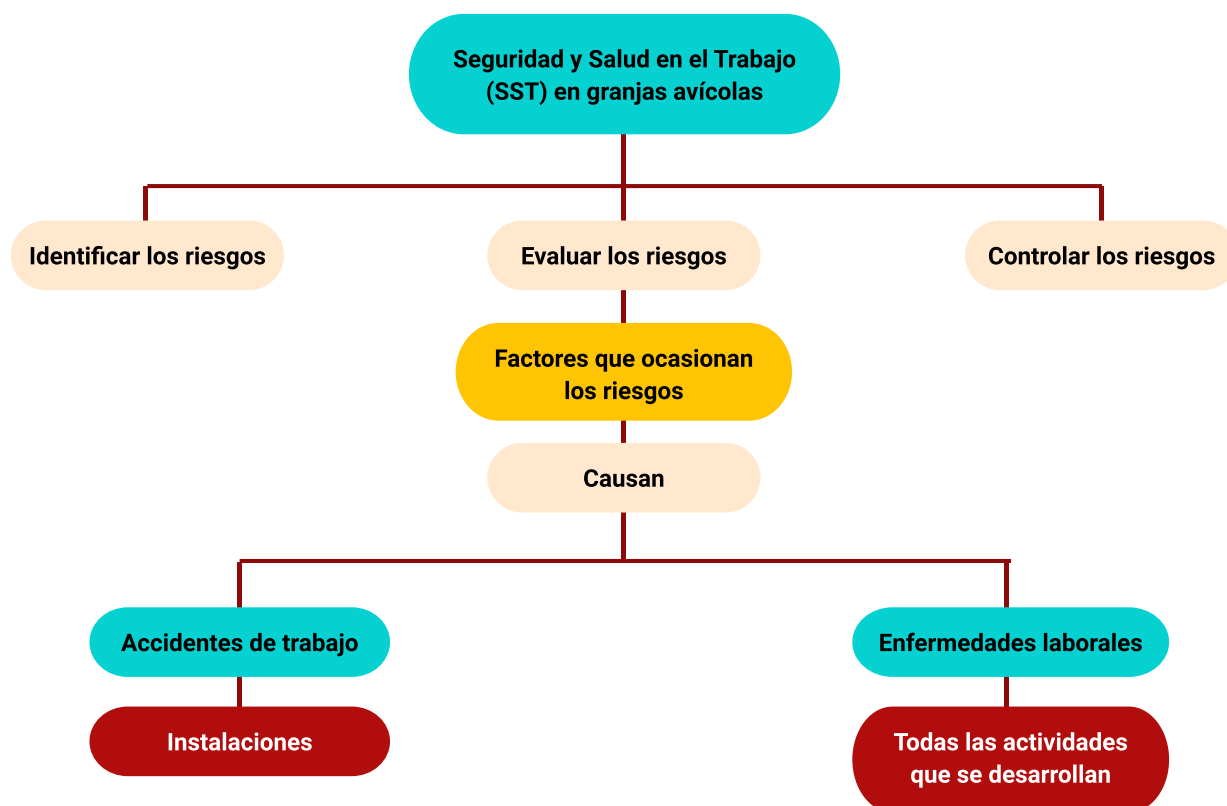 Seguridad y Salud en el Trabajo
(SST) en granjas avícolas
Identificar los riesgos
Evaluar los riesgos
Controlar los riesgos
Factores que ocasionan
los riesgos
Causan
Accidentes de trabajo
Enfermedades laborales
Instalaciones
Todas las actividades
que se desarrollan